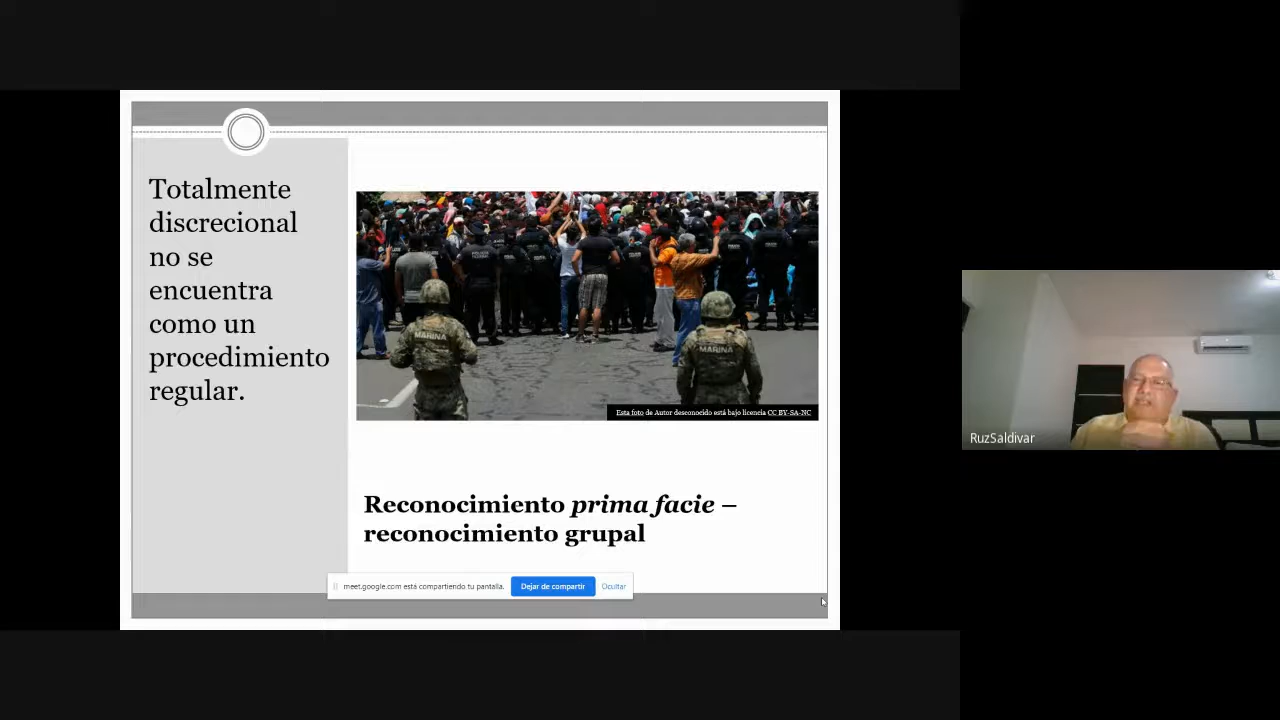 Totalmente
discrecional
no se
encuentra
como un
procedimiento
regular.
MARINA
MARINA
Esta foto de Autor desconocido está bajo licencia CC BY-SA-NC
Reconocimiento prima facie –
reconocimiento grupal
meet.google.com está compartiendo tu pantalla.
Dejar de compartir
Ocultar
RuzSaldivar